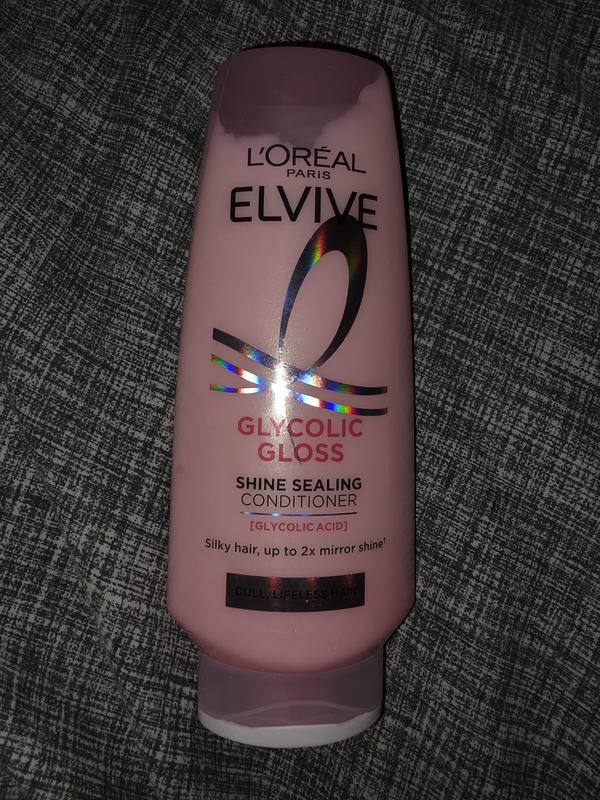 L'ORÉAL
PARIS
ELVIVE
GLYCOLIC
GLOSS
SHINE SEALING
CONDITIONER
[GLYCOLIC ACID]
Silky hair, up to 2x mirror shine¹
DULL, LIFELESS HAIR